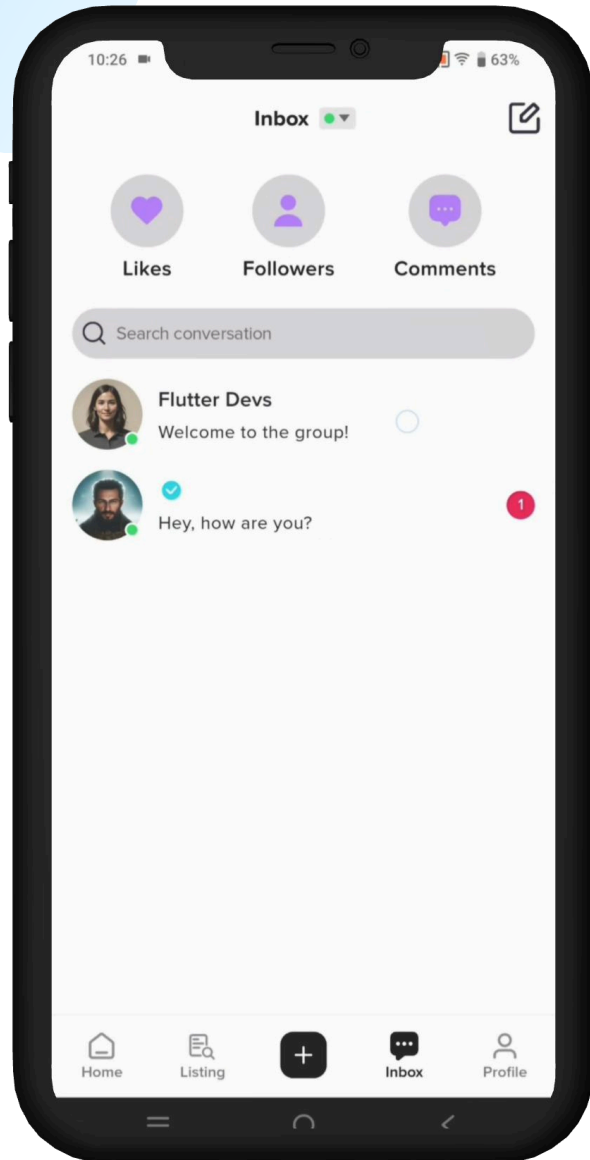 10:26
63%
Inbox
Likes Followers Comments
Search conversation
Flutter Devs
Welcome to the group!
Hey, how are you?
1
Home Listing Inbox Profile